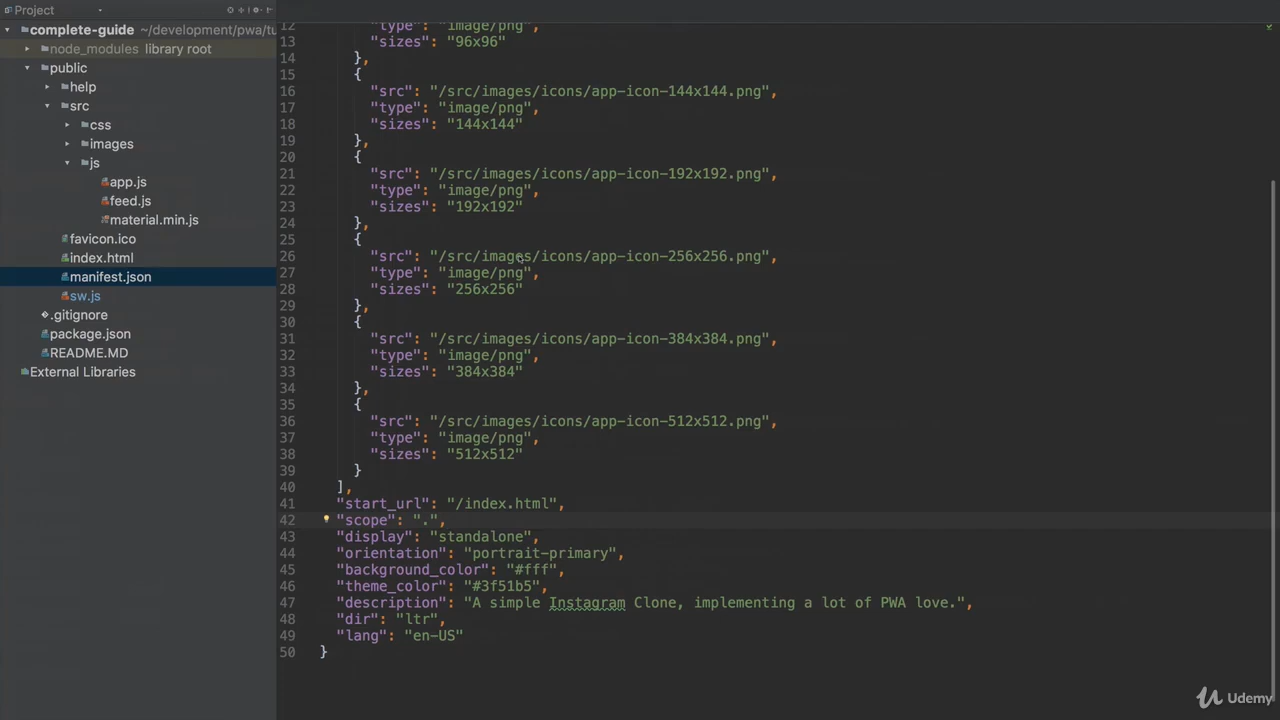 Project
complete-guide ~/development/pwa/tu
node_modules library root
public
help
src
css
images
js
app.js
feed.js
material.min.js
favicon.ico
index.html
manifest.json
sw.js
.gitignore
package.json
README.MD
External Libraries
12 "type": "image/png",
13 "sizes": "96x96"
14 },
15 {
16 "src": "/src/images/icons/app-icon-144x144.png",
17 "type": "image/png",
18 "sizes": "144x144"
19 },
20 {
21 "src": "/src/images/icons/app-icon-192x192.png",
22 "type": "image/png",
23 "sizes": "192x192"
24 },
25 {
26 "src": "/src/images/icons/app-icon-256x256.png",
27 "type": "image/png",
28 "sizes": "256x256"
29 },
30 {
31 "src": "/src/images/icons/app-icon-384x384.png",
32 "type": "image/png",
33 "sizes": "384x384"
34 },
35 {
36 "src": "/src/images/icons/app-icon-512x512.png",
37 "type": "image/png",
38 "sizes": "512x512"
39 }
40 ],
41 "start_url": "/index.html",
42 "scope": ".",
43 "display": "standalone",
44 "orientation": "portrait-primary",
45 "background_color": "#fff",
46 "theme_color": "#3f51b5",
47 "description": "A simple Instagram Clone, implementing a lot of PWA love.",
48 "dir": "ltr",
49 "lang": "en-US"
50 }
Udemy